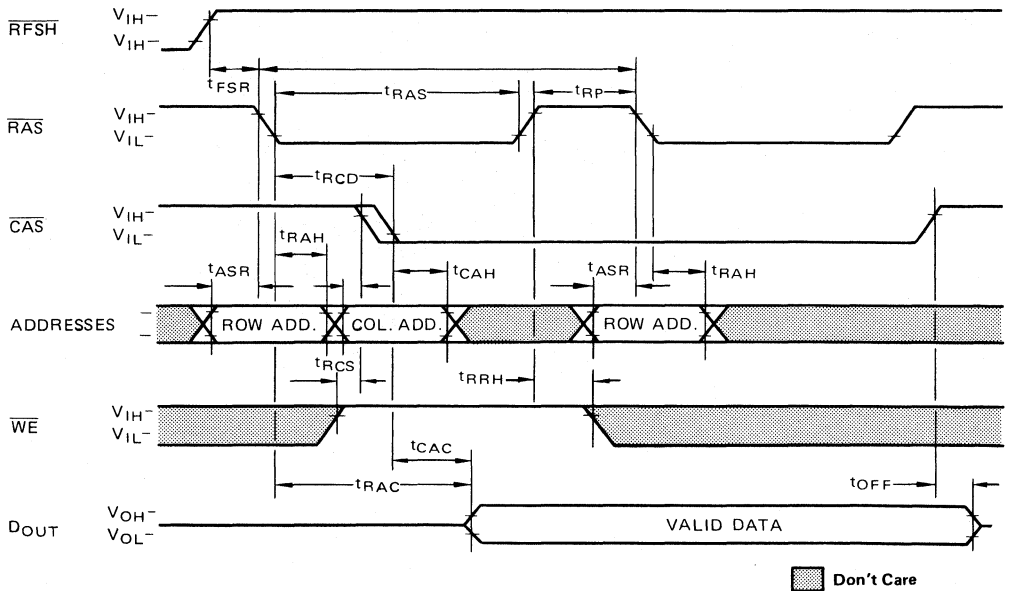 RFSH
VIH–
VIH–
tFSR
tRAS
tRP
RAS
VIH–
VIL–
tRCD
CAS
VIH–
VIL–
tRAH
tASR
tCAH
tASR
tRAH
ADDRESSES
ROW ADD.
COL. ADD.
ROW ADD.
tRCS
tRRH
WE
VIH–
VIL–
tCAC
tRAC
tOFF
DOUT
VOH–
VOL–
VALID DATA
Don't Care